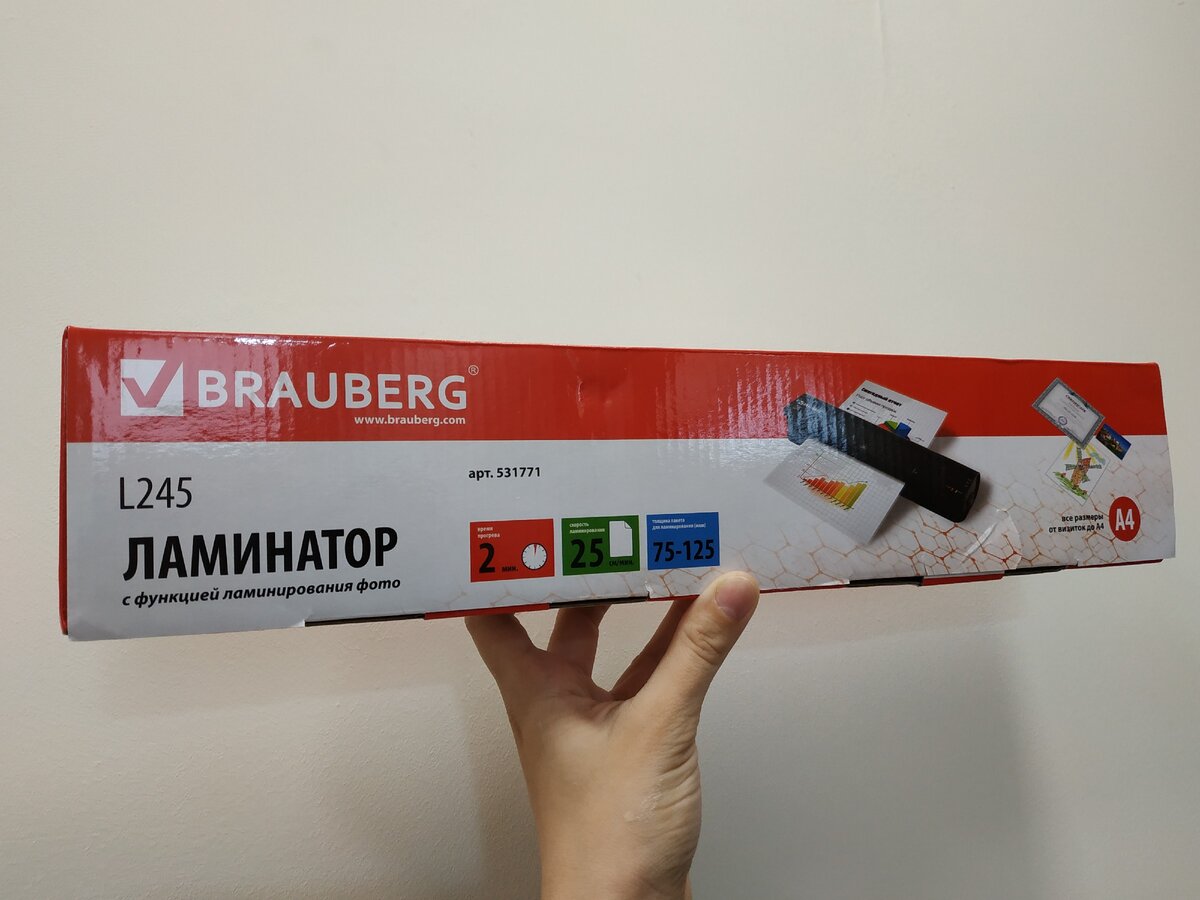 BRAUBERG®
www.brauberg.com
L245
арт. 531771
ЛАМИНАТОР
с функцией ламинирования фото
время
прогрева
2 мин.
скорость
ламинирования
25 см/мин.
толщина пакета
для ламинирования (мкм)
75-125
все размеры
от визиток до А4
A4